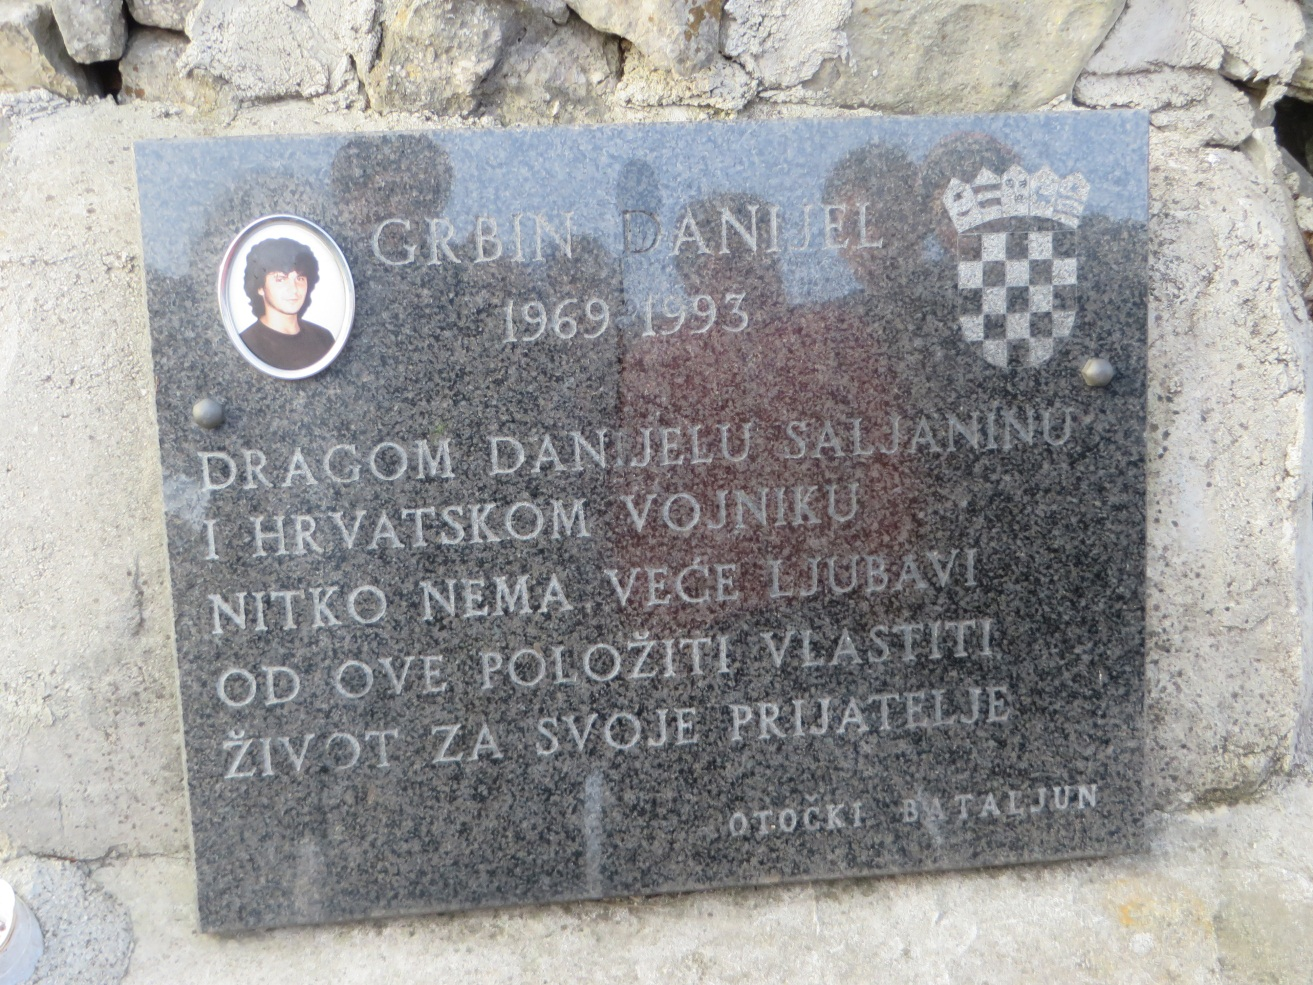 GRBIN DANIJEL
1969 1993
DRAGOM DANIJELU SALJANINU
I HRVATSKOM VOJNIKU
NITKO NEMA VEĆE LJUBAVI
OD OVE POLOŽITI VLASTITI
ŽIVOT ZA SVOJE PRIJATELJE
OTOČKI BATALJUN